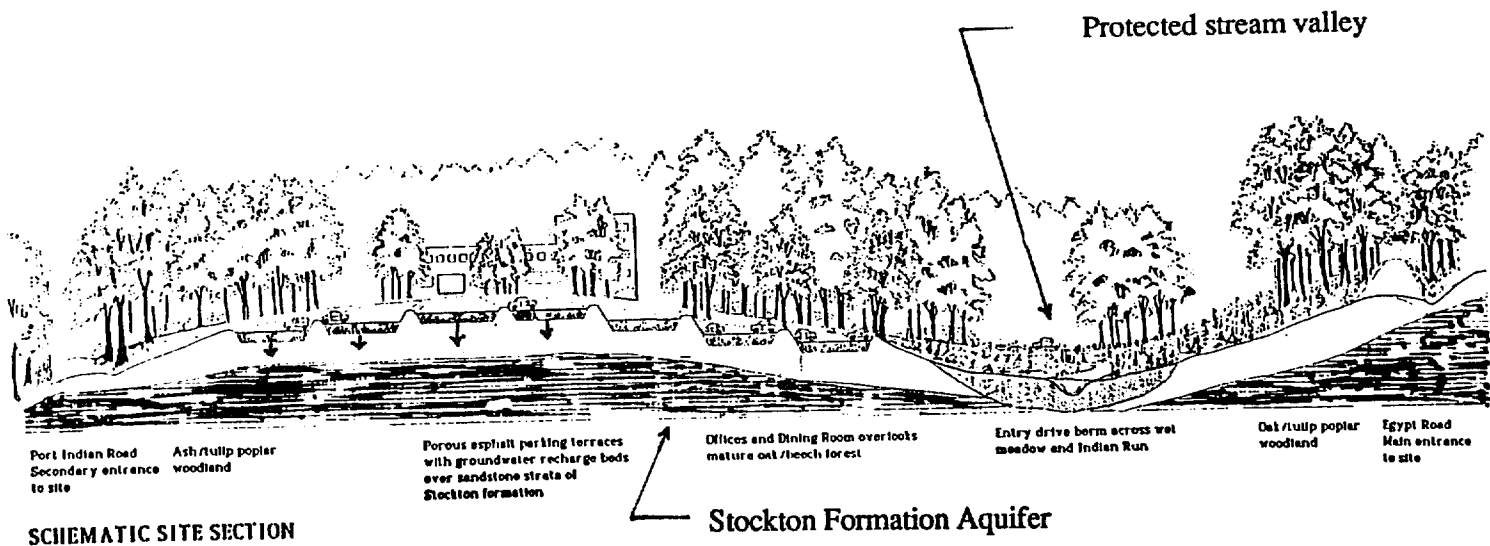 Protected stream valley
Port Indian Road
Secondary entrance
to site
Ash/tulip poplar
woodland
Porous asphalt parking terraces
with groundwater recharge beds
over sandstone strata of
Stockton formation
Offices and Dining Room overlooks
mature oak/beech forest
Entry drive berm across wet
meadow and Indian Run
Oak/tulip poplar
woodland
Egypt Road
Main entrance
to site
Stockton Formation Aquifer
SCHEMATIC SITE SECTION